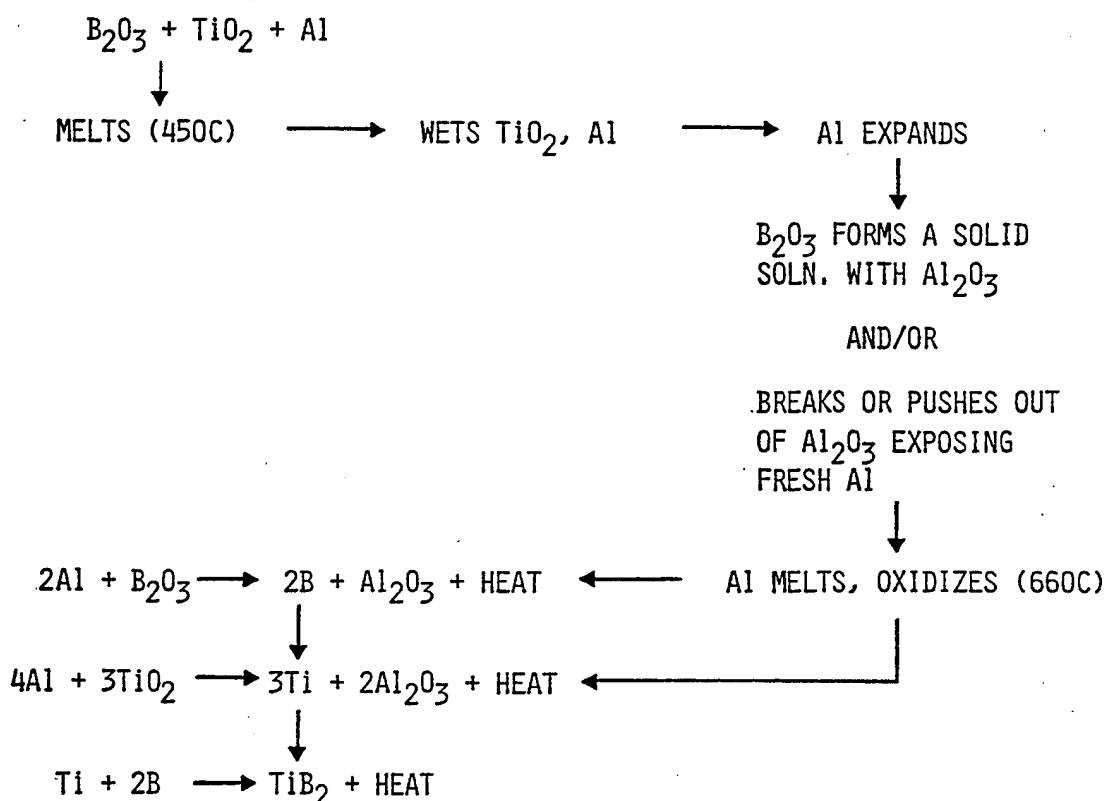 B₂O₃ + TiO₂ + Al
MELTS (450C)
WETS TiO₂, Al
Al EXPANDS
B₂O₃ FORMS A SOLID
SOLN. WITH Al₂O₃
AND/OR
BREAKS OR PUSHES OUT
OF Al₂O₃ EXPOSING
FRESH Al
Al MELTS, OXIDIZES (660C)
2Al + B₂O₃ → 2B + Al₂O₃ + HEAT
4Al + 3TiO₂ → 3Ti + 2Al₂O₃ + HEAT
Ti + 2B → TiB₂ + HEAT